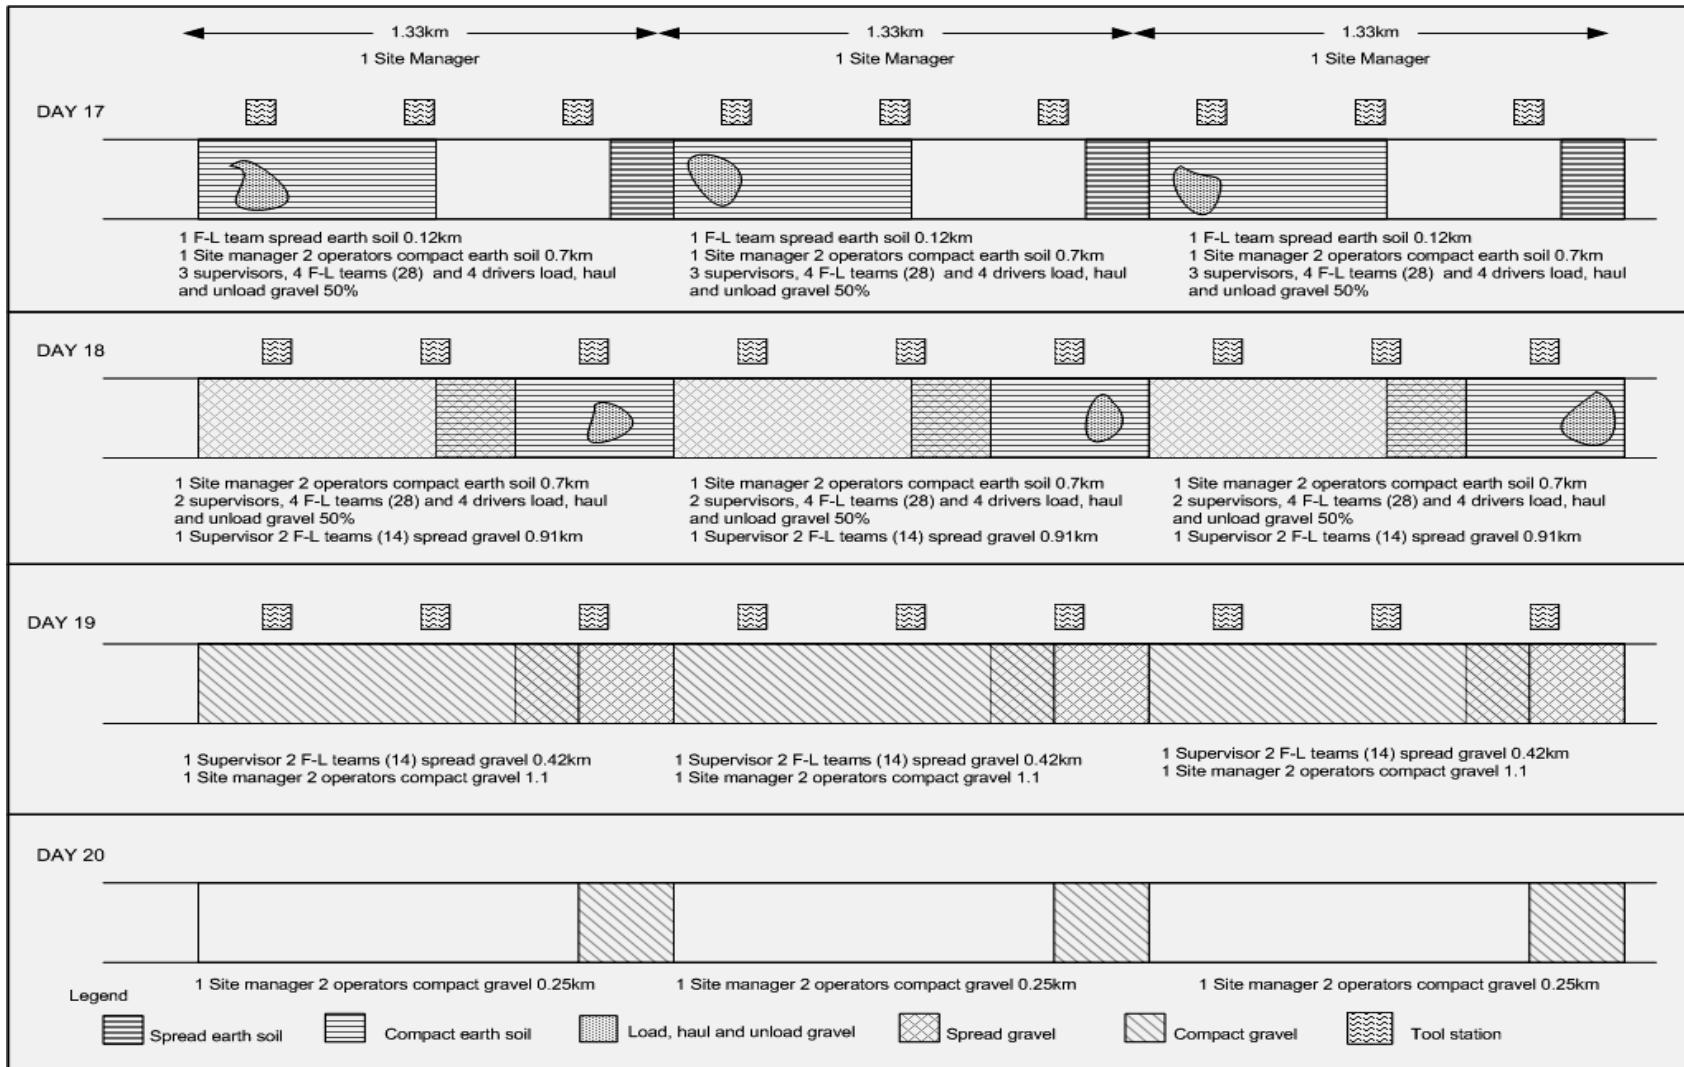 1.33km 1.33km 1.33km
1 Site Manager 1 Site Manager 1 Site Manager
DAY 17
1 F-L team spread earth soil 0.12km
1 Site manager 2 operators compact earth soil 0.7km
3 supervisors, 4 F-L teams (28) and 4 drivers load, haul
and unload gravel 50%
1 F-L team spread earth soil 0.12km
1 Site manager 2 operators compact earth soil 0.7km
3 supervisors, 4 F-L teams (28) and 4 drivers load, haul
and unload gravel 50%
1 F-L team spread earth soil 0.12km
1 Site manager 2 operators compact earth soil 0.7km
3 supervisors, 4 F-L teams (28) and 4 drivers load, haul
and unload gravel 50%
DAY 18
1 Site manager 2 operators compact earth soil 0.7km
2 supervisors, 4 F-L teams (28) and 4 drivers load, haul
and unload gravel 50%
1 Supervisor 2 F-L teams (14) spread gravel 0.91km
1 Site manager 2 operators compact earth soil 0.7km
2 supervisors, 4 F-L teams (28) and 4 drivers load, haul
and unload gravel 50%
1 Supervisor 2 F-L teams (14) spread gravel 0.91km
1 Site manager 2 operators compact earth soil 0.7km
2 supervisors, 4 F-L teams (28) and 4 drivers load, haul
and unload gravel 50%
1 Supervisor 2 F-L teams (14) spread gravel 0.91km
DAY 19
1 Supervisor 2 F-L teams (14) spread gravel 0.42km
1 Site manager 2 operators compact gravel 1.1
1 Supervisor 2 F-L teams (14) spread gravel 0.42km
1 Site manager 2 operators compact gravel 1.1
1 Supervisor 2 F-L teams (14) spread gravel 0.42km
1 Site manager 2 operators compact gravel 1.1
DAY 20
1 Site manager 2 operators compact gravel 0.25km
1 Site manager 2 operators compact gravel 0.25km
1 Site manager 2 operators compact gravel 0.25km
Legend
Spread earth soil
Compact earth soil
Load, haul and unload gravel
Spread gravel
Compact gravel
Tool station